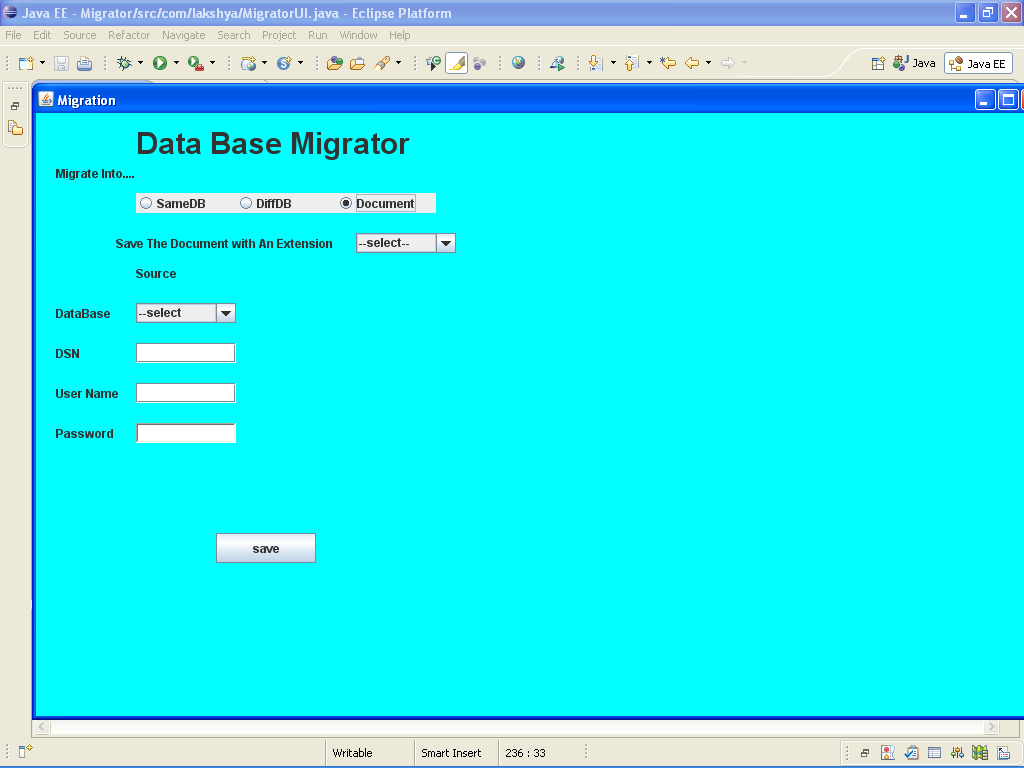 Java EE - Migrator/src/com/lakshya/MigratorUI.java - Eclipse Platform
File Edit Source Refactor Navigate Search Project Run Window Help
Java Java EE
Migration
Data Base Migrator
Migrate Into....
SameDB DiffDB Document
Save The Document with An Extension --select--
Source
DataBase --select
DSN
User Name
Password
save
Writable Smart Insert 236 : 33